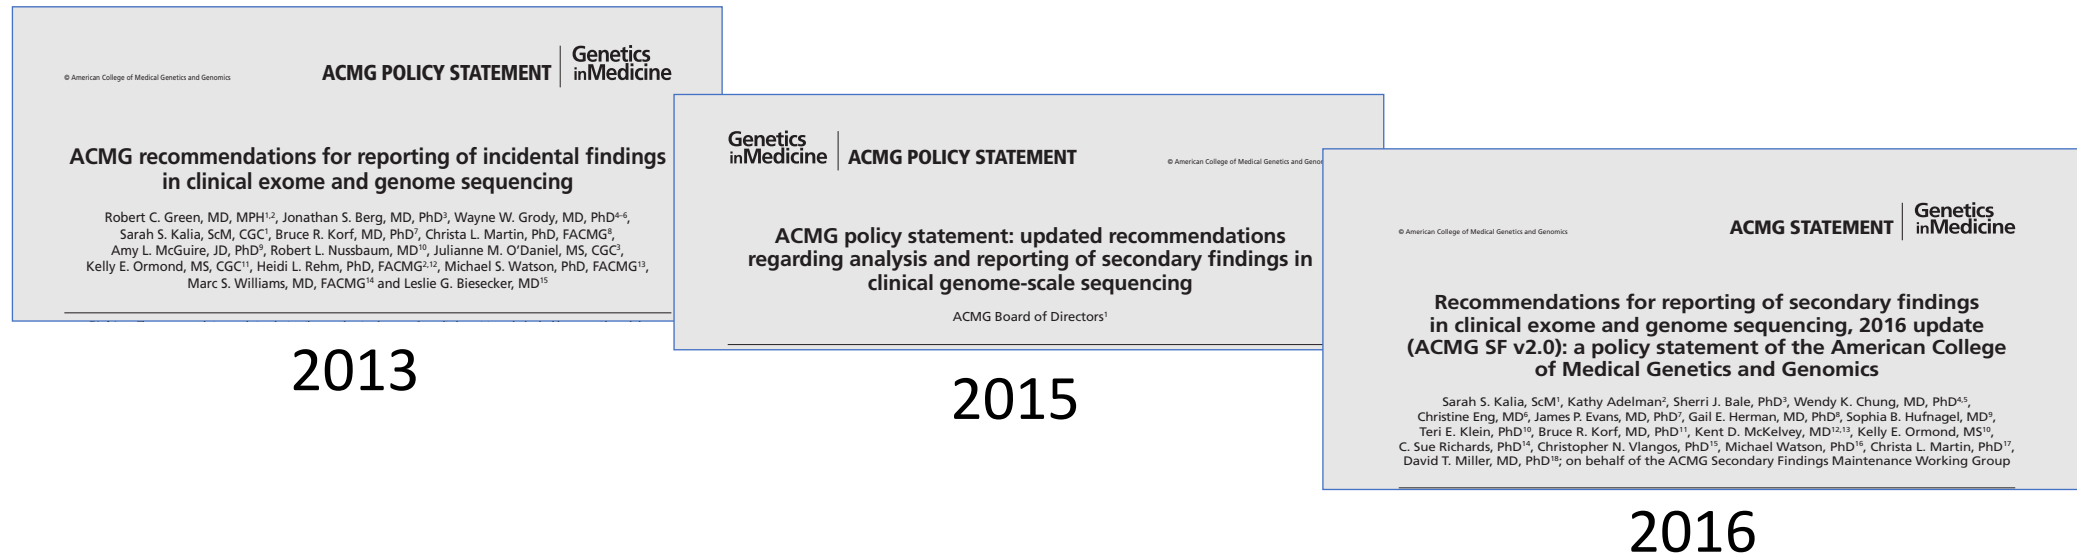 © American College of Medical Genetics and Genomics
ACMG POLICY STATEMENT
Genetics
inMedicine
ACMG recommendations for reporting of incidental findings
in clinical exome and genome sequencing
Robert C. Green, MD, MPH1,2, Jonathan S. Berg, MD, PhD3, Wayne W. Grody, MD, PhD4–6,
Sarah S. Kalia, ScM, CGC1, Bruce R. Korf, MD, PhD7, Christa L. Martin, PhD, FACMG8,
Amy L. McGuire, JD, PhD9, Robert L. Nussbaum, MD10, Julianne M. O’Daniel, MS, CGC3,
Kelly E. Ormond, MS, CGC11, Heidi L. Rehm, PhD, FACMG2,12, Michael S. Watson, PhD, FACMG13,
Marc S. Williams, MD, FACMG14 and Leslie G. Biesecker, MD15
2013
Genetics
inMedicine
ACMG POLICY STATEMENT
© American College of Medical Genetics and
ACMG policy statement: updated recommendations
regarding analysis and reporting of secondary findings in
clinical genome-scale sequencing
ACMG Board of Directors1
2015
© American College of Medical Genetics and Genomics
ACMG STATEMENT
Genetics
inMedicine
Recommendations for reporting of secondary findings
in clinical exome and genome sequencing, 2016 update
(ACMG SF v2.0): a policy statement of the American College
of Medical Genetics and Genomics
Sarah S. Kalia, ScM1, Kathy Adelman2, Sherri J. Bale, PhD3, Wendy K. Chung, MD, PhD4,5,
Christine Eng, MD6, James P. Evans, MD, PhD7, Gail E. Herman, MD, PhD8, Sophia B. Hufnagel, MD9,
Teri E. Klein, PhD10, Bruce R. Korf, MD, PhD11, Kent D. McKelvey, MD12,13, Kelly E. Ormond, MS10,
C. Sue Richards, PhD14, Christopher N. Vlangos, PhD15, Michael Watson, PhD16, Christa L. Martin, PhD17,
David T. Miller, MD, PhD18; on behalf of the ACMG Secondary Findings Maintenance Working Group
2016